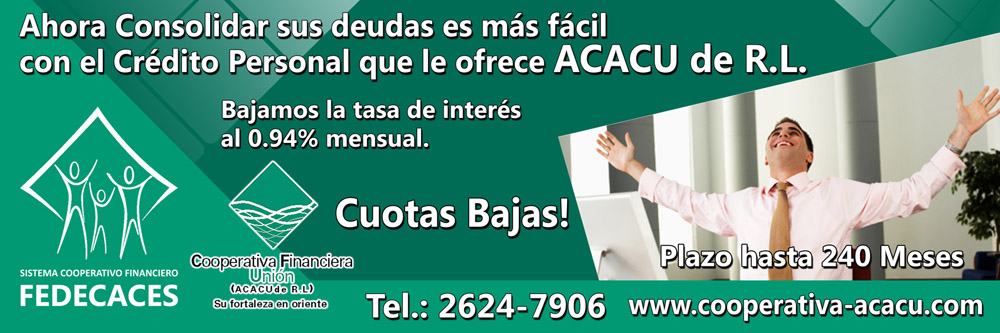 Ahora Consolidar sus deudas es más fácil
con el Crédito Personal que le ofrece ACACU de R.L.
Bajamos la tasa de interés
al 0.94% mensual.
Cuotas Bajas!
Plazo hasta 240 Meses
SISTEMA COOPERATIVO FINANCIERO
FEDECACES
Cooperativa Financiera
Unión
(ACACU de R.L)
Su fortaleza en oriente
Tel.: 2624-7906
www.cooperativa-acacu.com